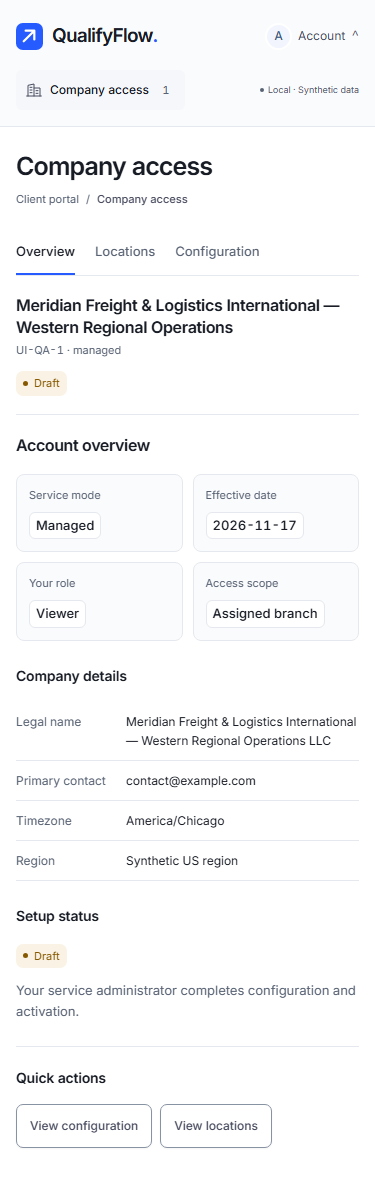 QualifyFlow.
A Account ^
Company access 1
Local · Synthetic data
Company access
Client portal / Company access
Overview Locations Configuration
Meridian Freight & Logistics International —
Western Regional Operations
UI-QA-1 · managed
Draft
Account overview
Service mode
Managed
Effective date
2026-11-17
Your role
Viewer
Access scope
Assigned branch
Company details
Legal name Meridian Freight & Logistics International
— Western Regional Operations LLC
Primary contact contact@example.com
Timezone America/Chicago
Region Synthetic US region
Setup status
Draft
Your service administrator completes configuration and
activation.
Quick actions
View configuration View locations